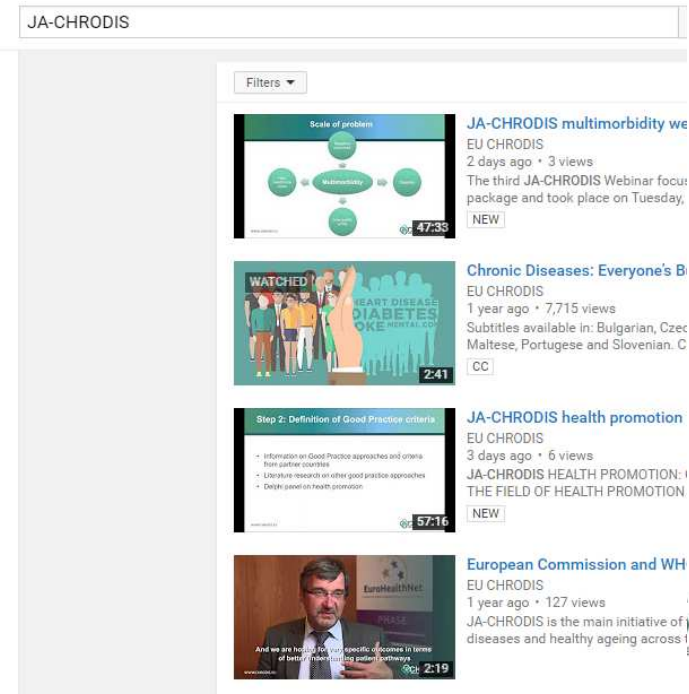 JA-CHRODIS
Filters
Scale of problem
Multimorbidity
47:33
JA-CHRODIS multimorbidity we
EU CHRODIS
2 days ago • 3 views
The third JA-CHRODIS Webinar focus
package and took place on Tuesday,
NEW
WATCHED
HEART DISEASE
DIABETES
OKE MENTAL
2:41
Chronic Diseases: Everyone's B
EU CHRODIS
1 year ago • 7,715 views
Subtitles available in: Bulgarian, Czec
Maltese, Portugese and Slovenian. C
CC
Step 2: Definition of Good Practice criteria
• Information on Good Practice approaches and criteria
from partner countries
• Literature research on other good practice approaches
• Delphi panel on health promotion
57:16
JA-CHRODIS health promotion
EU CHRODIS
3 days ago • 6 views
JA-CHRODIS HEALTH PROMOTION:
THE FIELD OF HEALTH PROMOTION
NEW
EuroHealthNet
PHASE
And we are hoping for very specific outcomes in terms
of better understanding patient pathways
2:19
European Commission and WH
EU CHRODIS
1 year ago • 127 views
JA-CHRODIS is the main initiative of
diseases and healthy ageing across